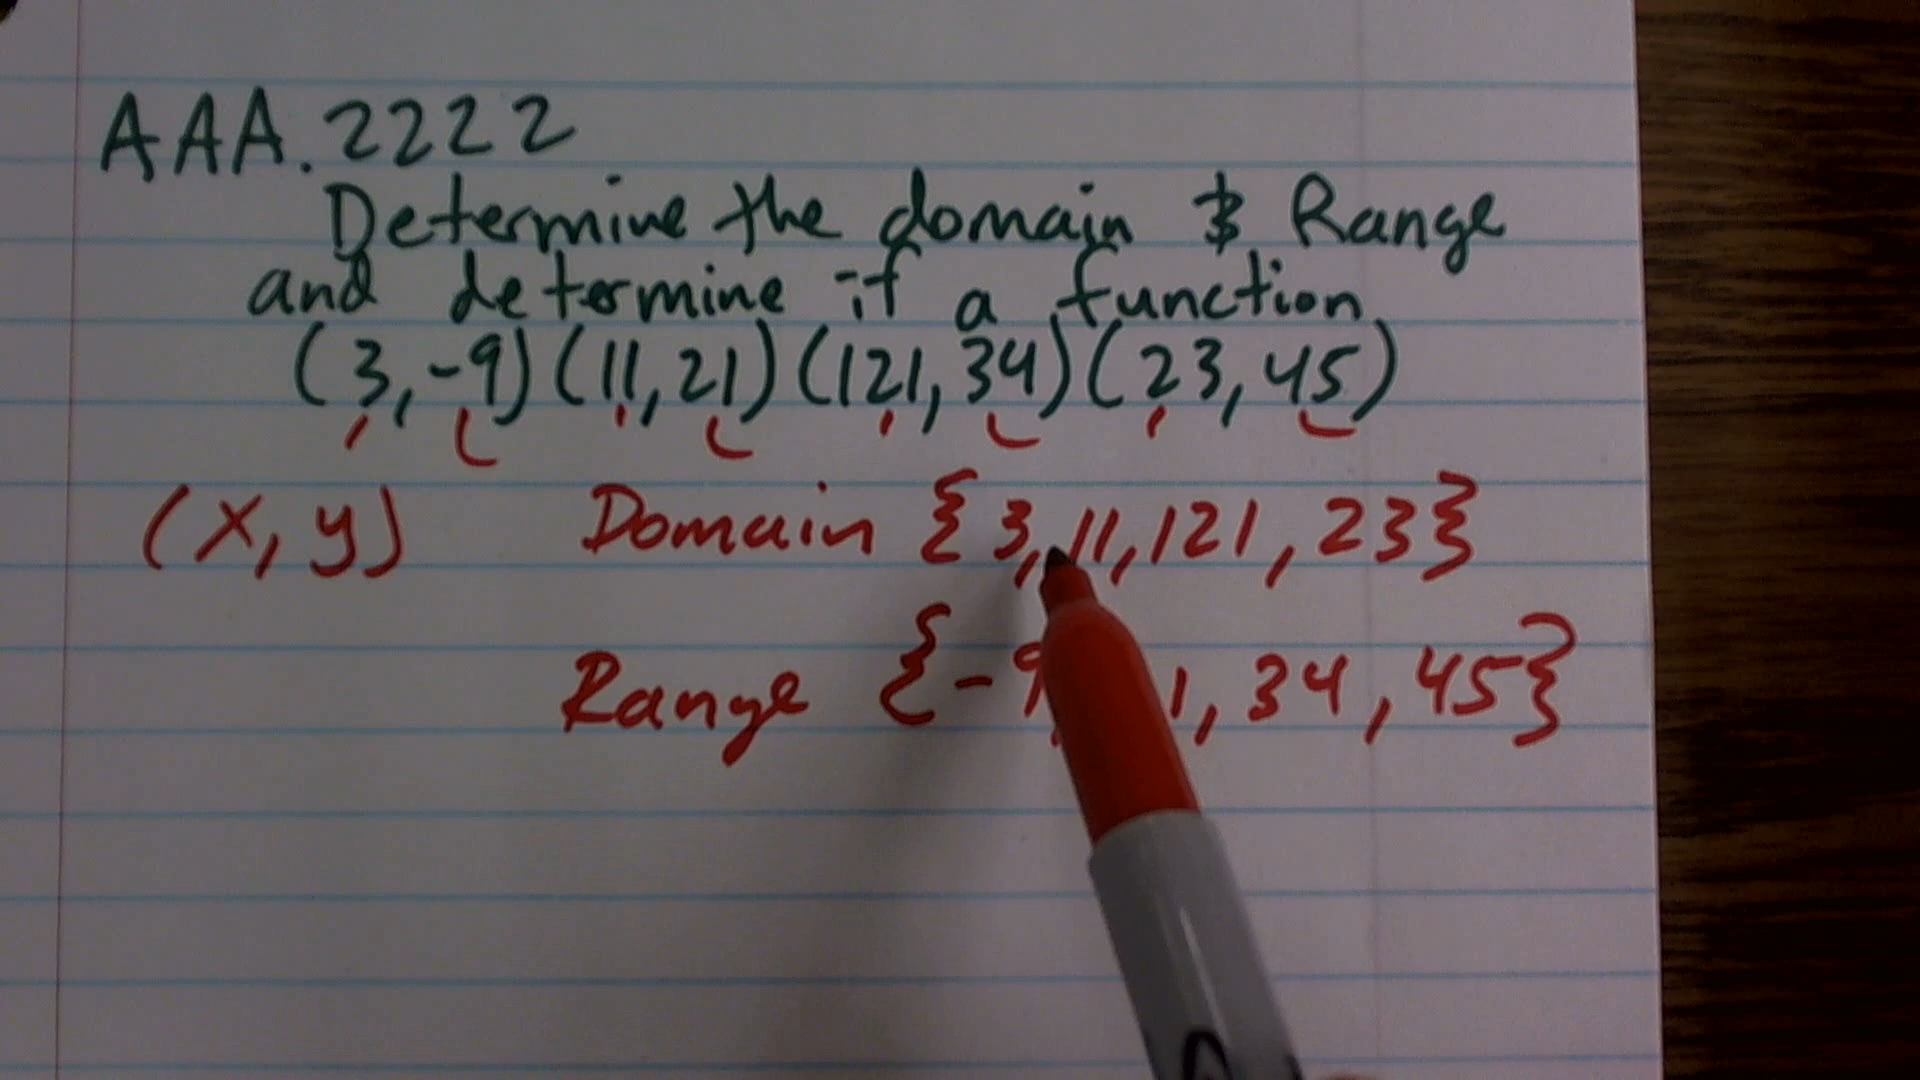 AAA.2222
Determine the domain & Range
and determine if a function
(3,-9)(11,21)(121,34)(23,45)
(x,y) Domain {3,11,121,23}
Range {-9, 1,34,45}